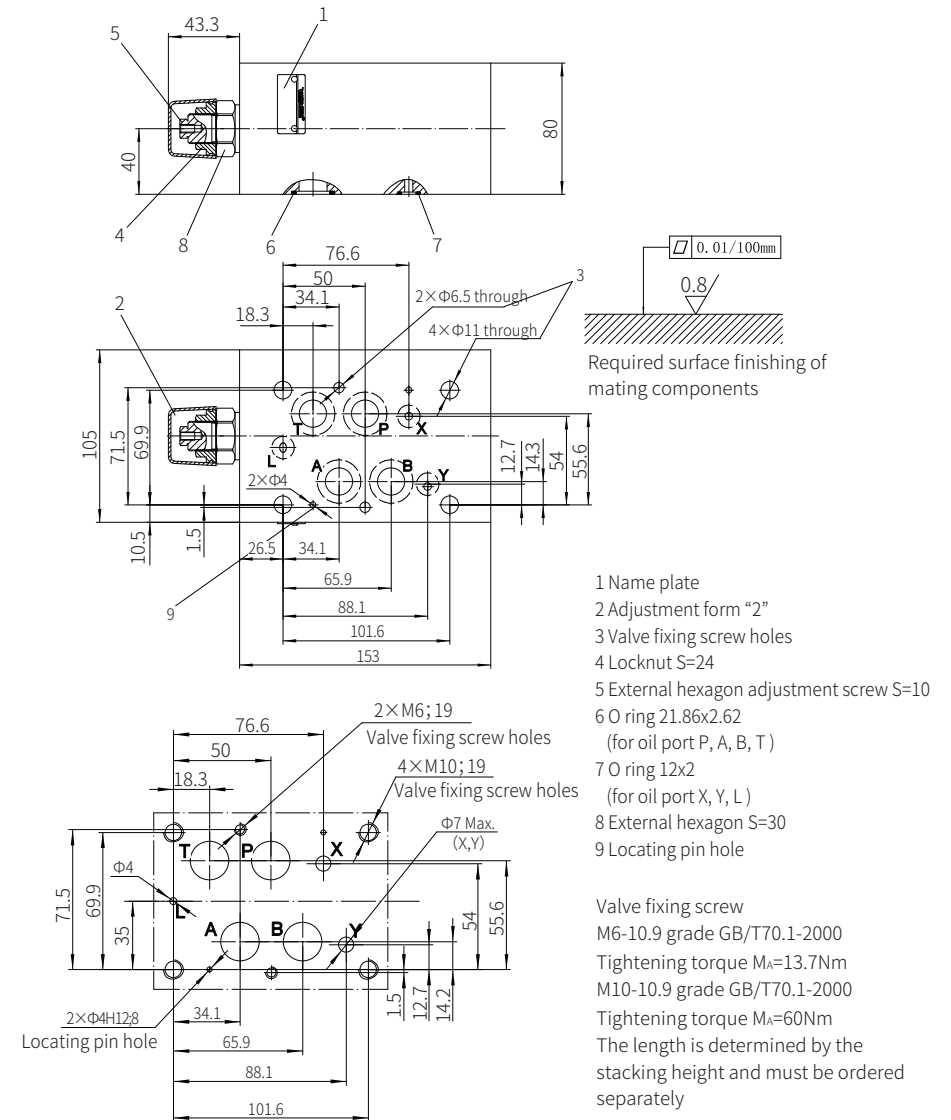 43.3
1
5
40
80
4
8
6
7
76.6
50
34.1
18.3
2×Φ6.5 through
4×Φ11 through
3
2
0.01/100mm
0.8
Required surface finishing of
mating components
T
P
X
L
A
B
Y
2×Φ4
105
71.5
69.9
12.7
14.3
54
55.6
10.5
1.5
26.5
34.1
65.9
88.1
101.6
153
9
1 Name plate
2 Adjustment form “2”
3 Valve fixing screw holes
4 Locknut S=24
5 External hexagon adjustment screw S=10
6 O ring 21.86x2.62
(for oil port P, A, B, T )
7 O ring 12x2
(for oil port X, Y, L )
8 External hexagon S=30
9 Locating pin hole
76.6
50
18.3
2×M6; 19
Valve fixing screw holes
4×M10; 19
Valve fixing screw holes
Φ7 Max.
(X,Y)
T
P
X
Φ4
L
A
B
Y
71.5
69.9
35
54
55.6
1.5
12.7
14.2
2×Φ4H12;8
Locating pin hole
34.1
65.9
88.1
101.6
Valve fixing screw
M6-10.9 grade GB/T70.1-2000
Tightening torque MA=13.7Nm
M10-10.9 grade GB/T70.1-2000
Tightening torque MA=60Nm
The length is determined by the
stacking height and must be ordered
separately